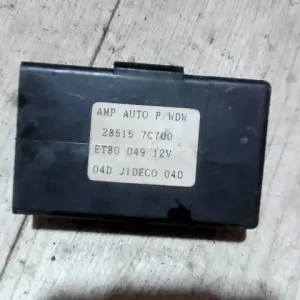 AMP AUTO P/WDW
28515 7C700
ET80 049 12V
04D JIDECO 04D